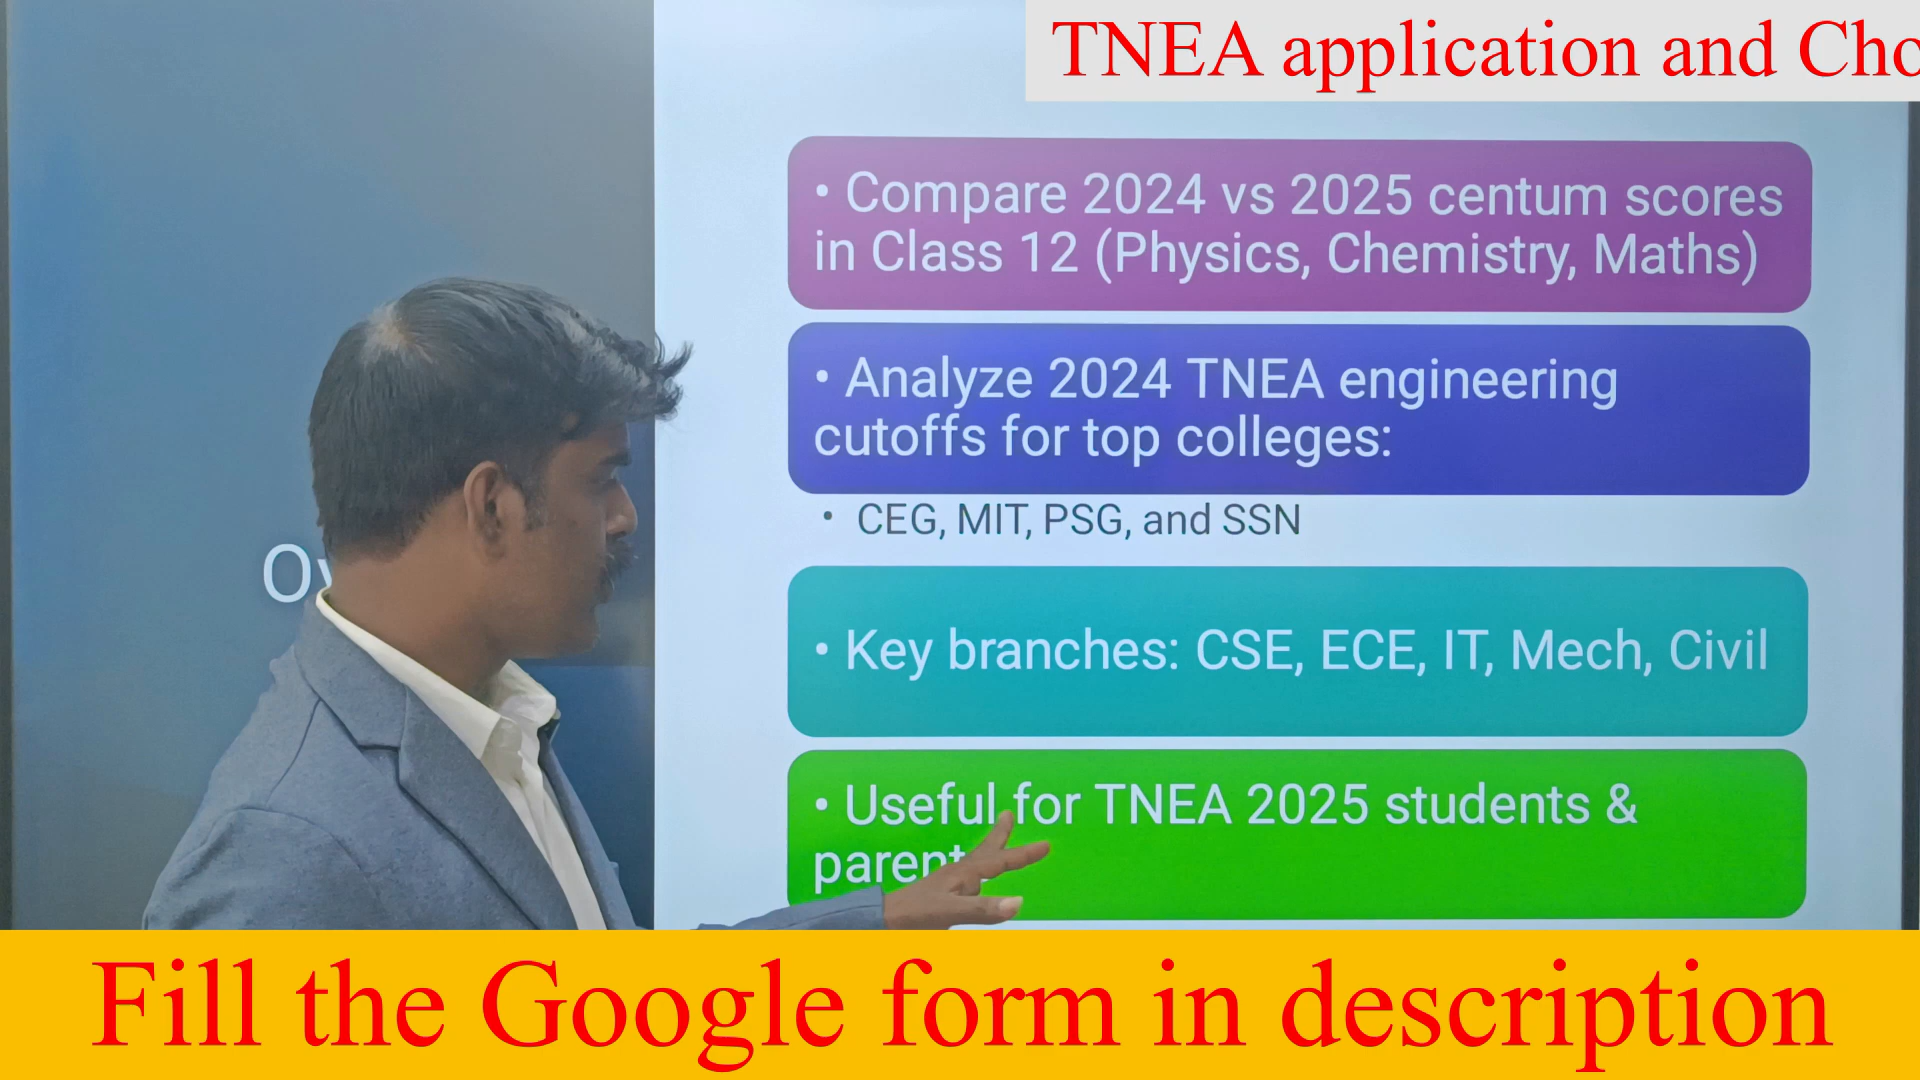 TNEA application and Cho
• Compare 2024 vs 2025 centum scores
in Class 12 (Physics, Chemistry, Maths)
• Analyze 2024 TNEA engineering
cutoffs for top colleges:
• CEG, MIT, PSG, and SSN
• Key branches: CSE, ECE, IT, Mech, Civil
• Useful for TNEA 2025 students &
Fill the Google form in description